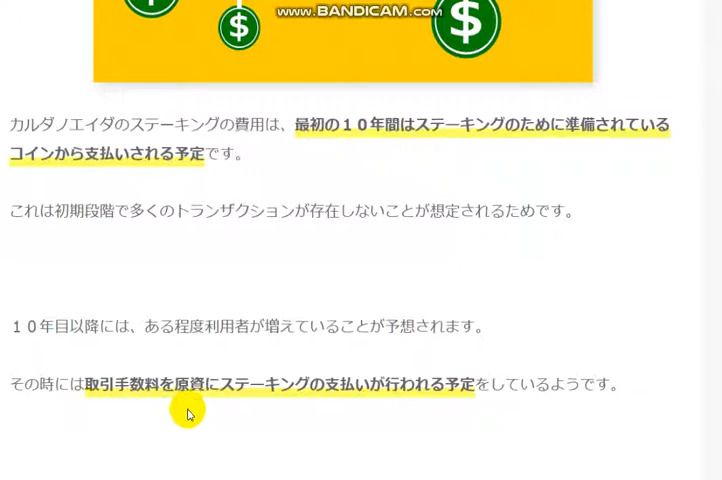 www.BANDICAM.com
$
$
カルダノエイダのステーキングの費用は、最初の１０年間はステーキングのために準備されている
コインから支払いされる予定です。
これは初期段階で多くのトランザクションが存在しないことが想定されるためです。
１０年目以降には、ある程度利用者が増えていることが予想されます。
その時には取引手数料を原資にステーキングの支払いが行われる予定をしているようです。